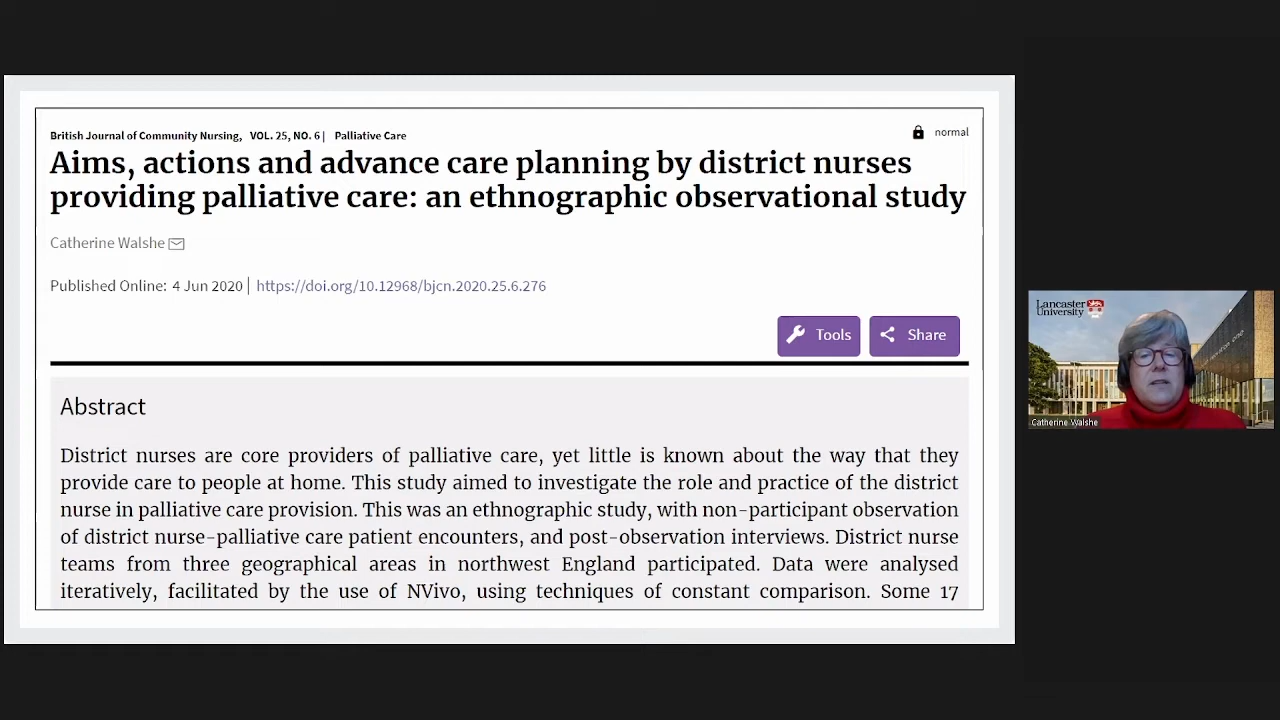 British Journal of Community Nursing, VOL. 25, NO. 6 | Palliative Care
normal
Aims, actions and advance care planning by district nurses
providing palliative care: an ethnographic observational study
Catherine Walshe
Published Online: 4 Jun 2020 | https://doi.org/10.12968/bjcn.2020.25.6.276
Tools
Share
Abstract
District nurses are core providers of palliative care, yet little is known about the way that they
provide care to people at home. This study aimed to investigate the role and practice of the district
nurse in palliative care provision. This was an ethnographic study, with non-participant observation
of district nurse-palliative care patient encounters, and post-observation interviews. District nurse
teams from three geographical areas in northwest England participated. Data were analysed
iteratively, facilitated by the use of NVivo, using techniques of constant comparison. Some 17
Lancaster
University
Catherine Walshe